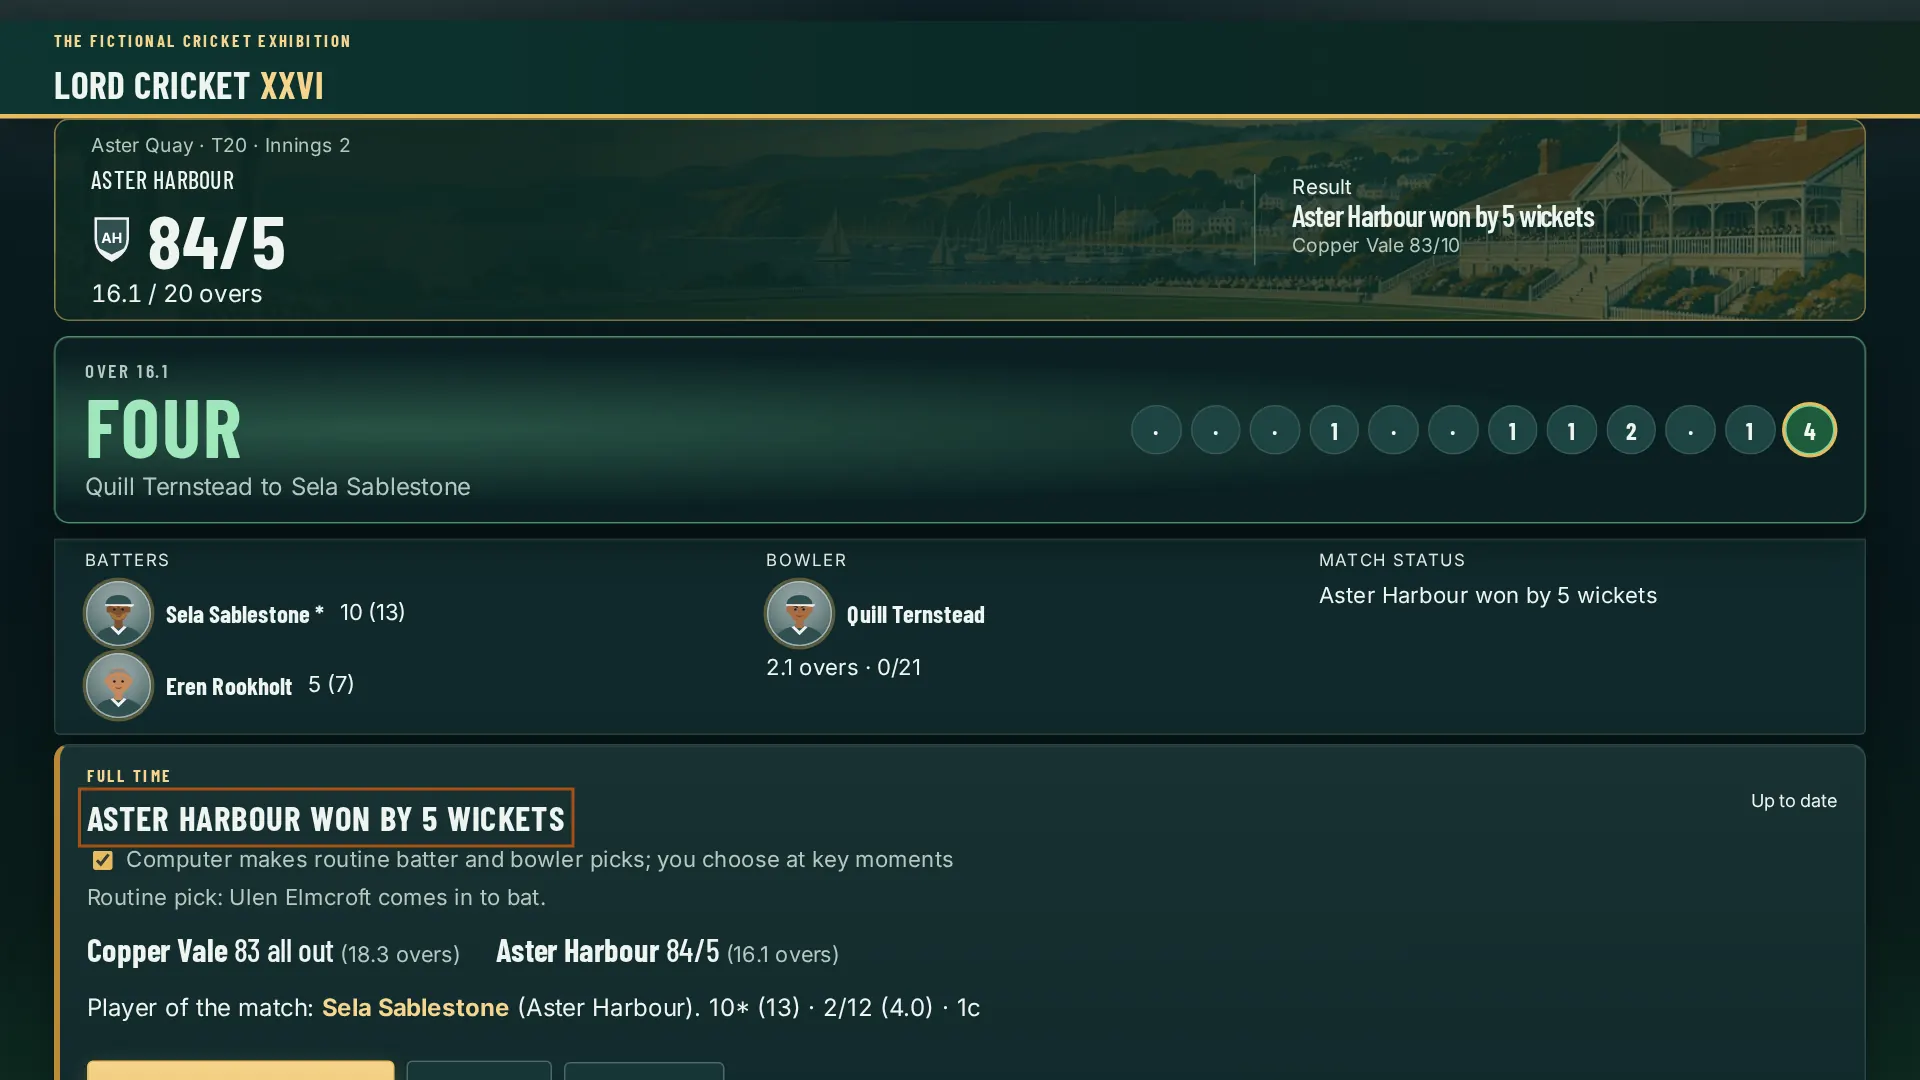 THE FICTIONAL CRICKET EXHIBITION
LORD CRICKET XXVI
Aster Quay · T20 · Innings 2
ASTER HARBOUR
AH 84/5
16.1 / 20 overs
Result
Aster Harbour won by 5 wickets
Copper Vale 83/10
OVER 16.1
FOUR
Quill Ternstead to Sela Sablestone
· · · 1 · · 1 1 2 · 1 4
BATTERS
Sela Sablestone * 10 (13)
Eren Rookholt 5 (7)
BOWLER
Quill Ternstead
2.1 overs · 0/21
MATCH STATUS
Aster Harbour won by 5 wickets
FULL TIME
ASTER HARBOUR WON BY 5 WICKETS
Up to date
Computer makes routine batter and bowler picks; you choose at key moments
Routine pick: Ulen Elmcroft comes in to bat.
Copper Vale 83 all out (18.3 overs) Aster Harbour 84/5 (16.1 overs)
Player of the match: Sela Sablestone (Aster Harbour). 10* (13) · 2/12 (4.0) · 1c